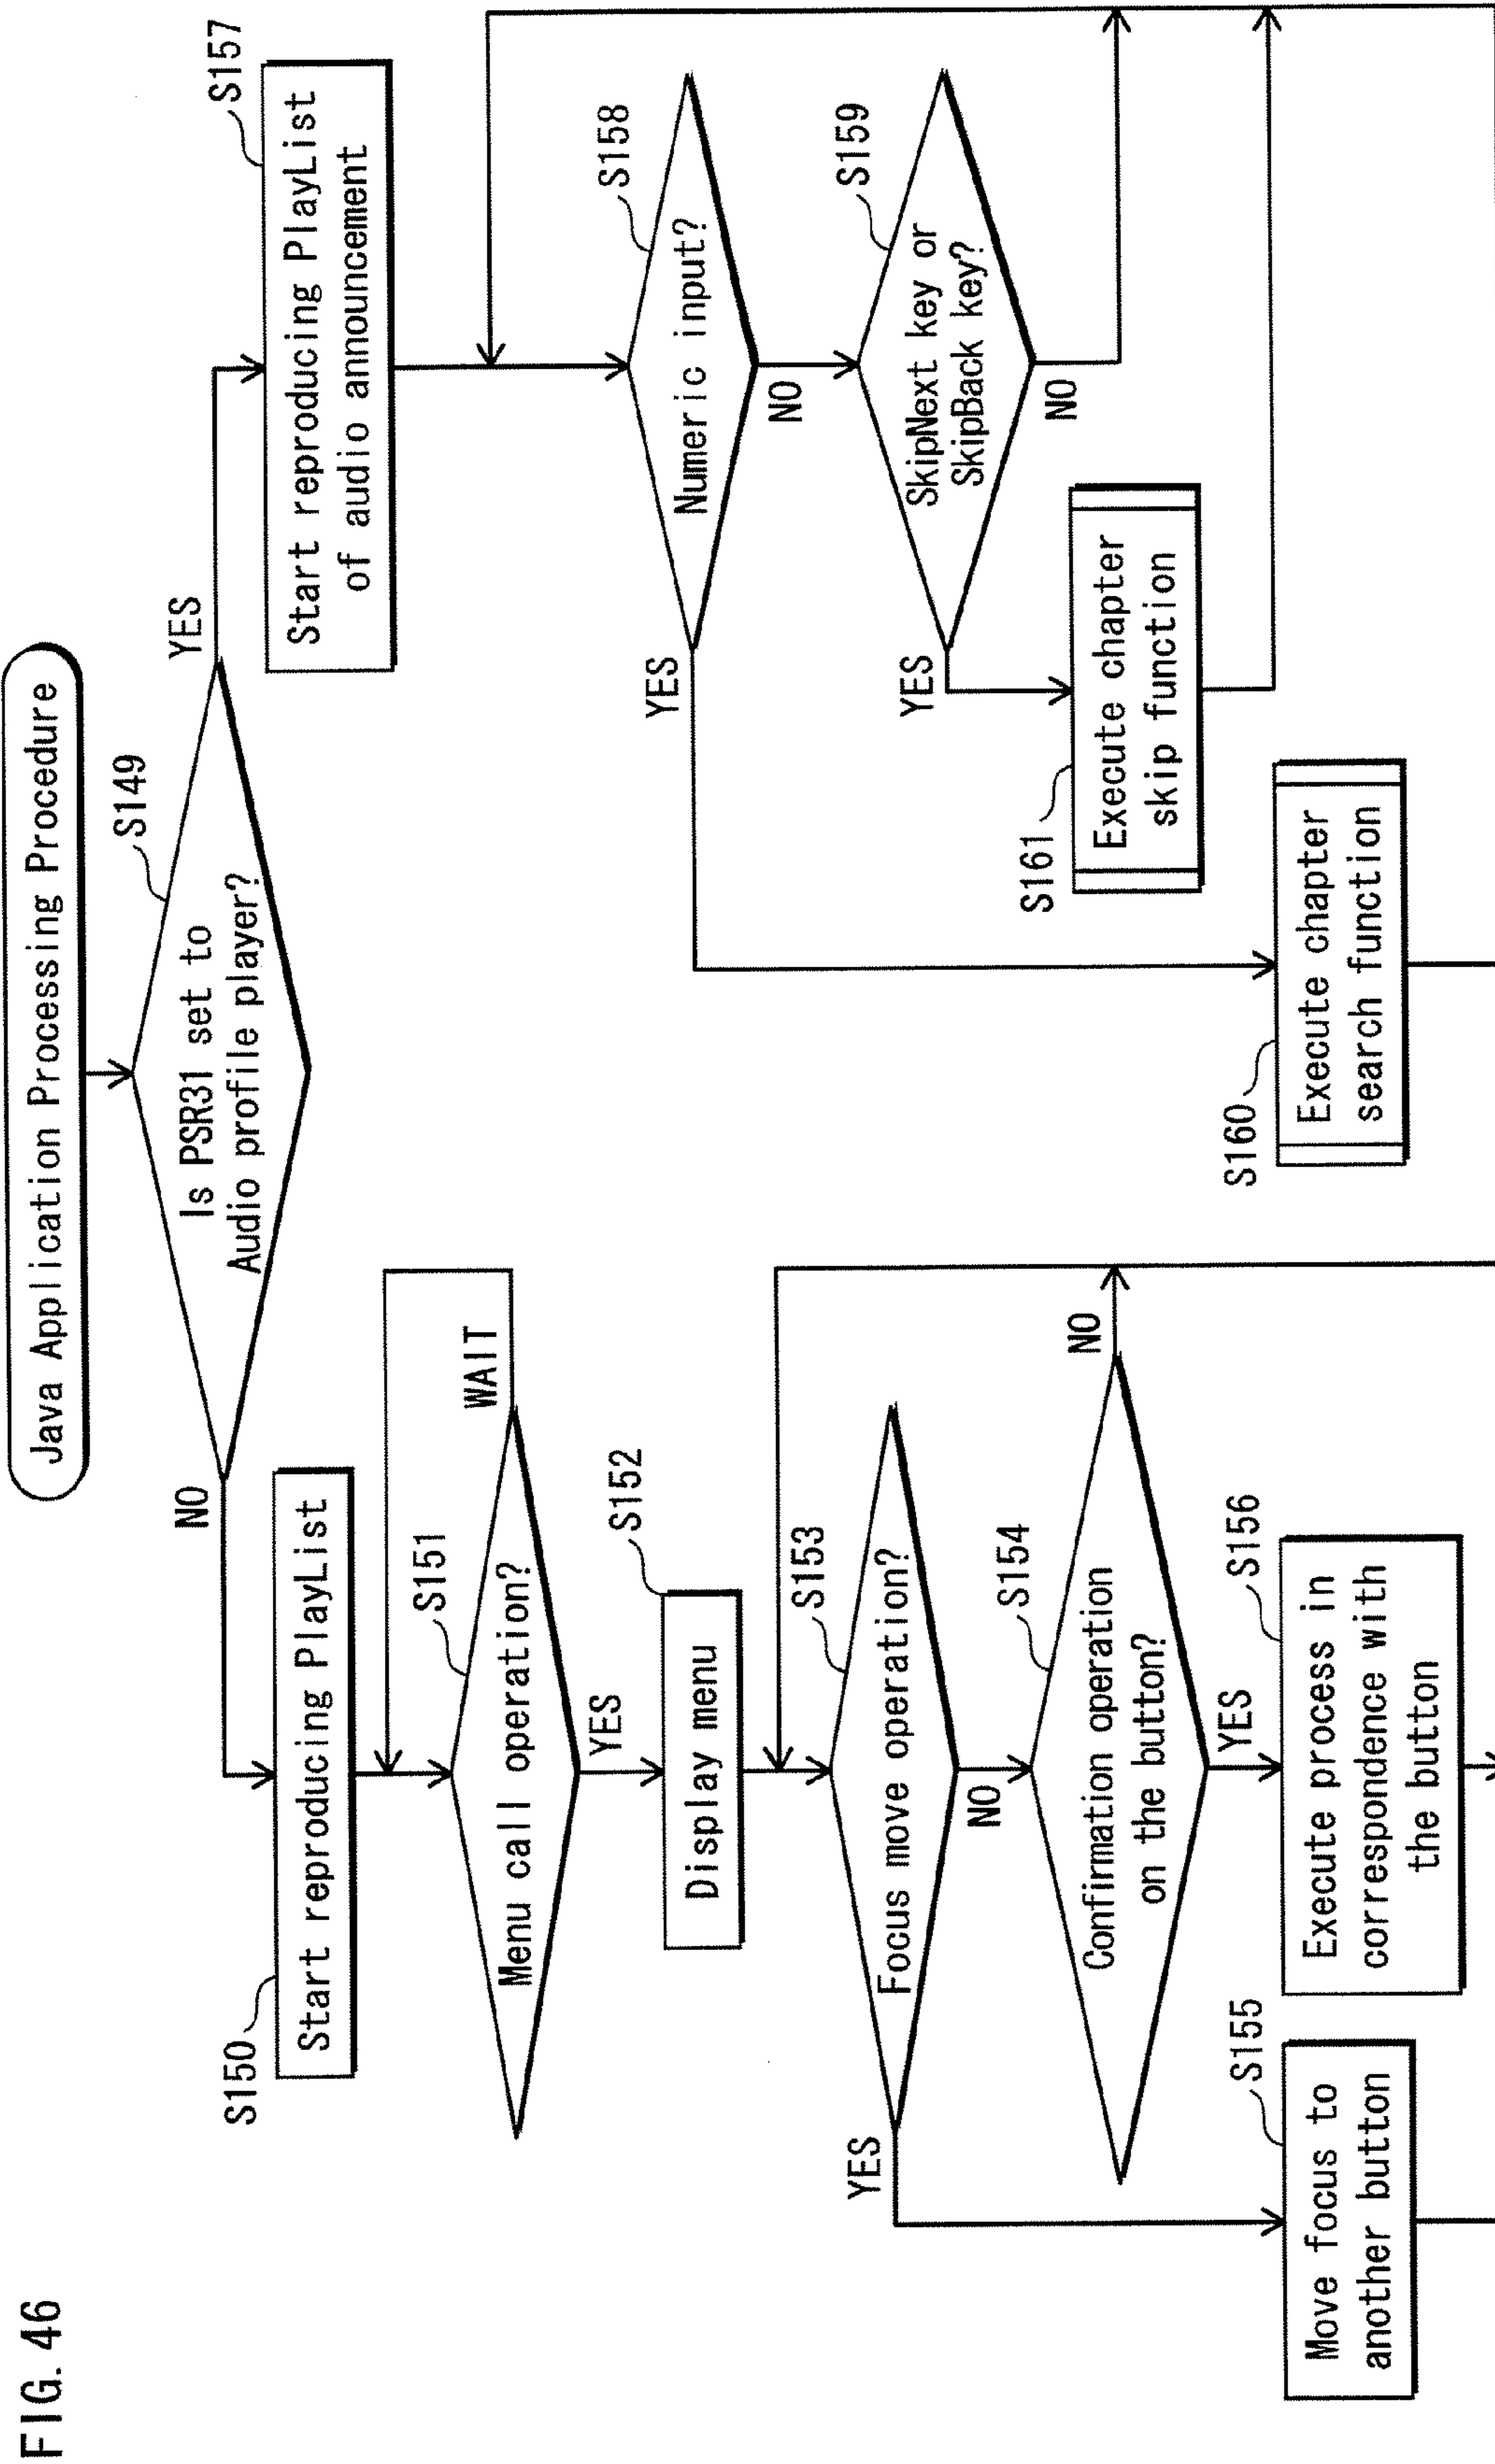 FIG. 46
Java Application Processing Procedure
S149
Is PSR31 set to
Audio profile player?
NO
YES
S150
Start reproducing PlayList
S157
Start reproducing PlayList
of audio announcement
S151
Menu call operation?
WAIT
YES
S152
Display menu
S158
Numeric input?
YES
NO
S153
Focus move operation?
YES
NO
S159
SkipNext key or
SkipBack key?
YES
NO
S154
Confirmation operation
on the button?
NO
YES
S161
Execute chapter
skip function
S155
Move focus to
another button
S156
Execute process in
correspondence with
the button
S160
Execute chapter
search function